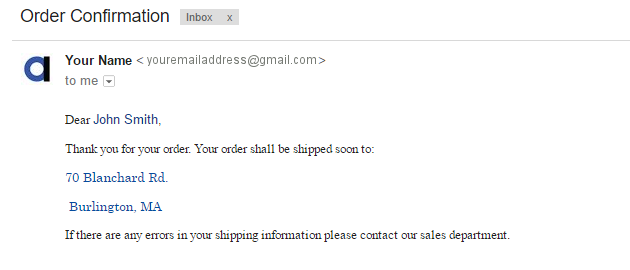 Order Confirmation Inbox x
Your Name <youremailaddress@gmail.com>
to me
Dear John Smith,
Thank you for your order. Your order shall be shipped soon to:
70 Blanchard Rd.
Burlington, MA
If there are any errors in your shipping information please contact our sales department.